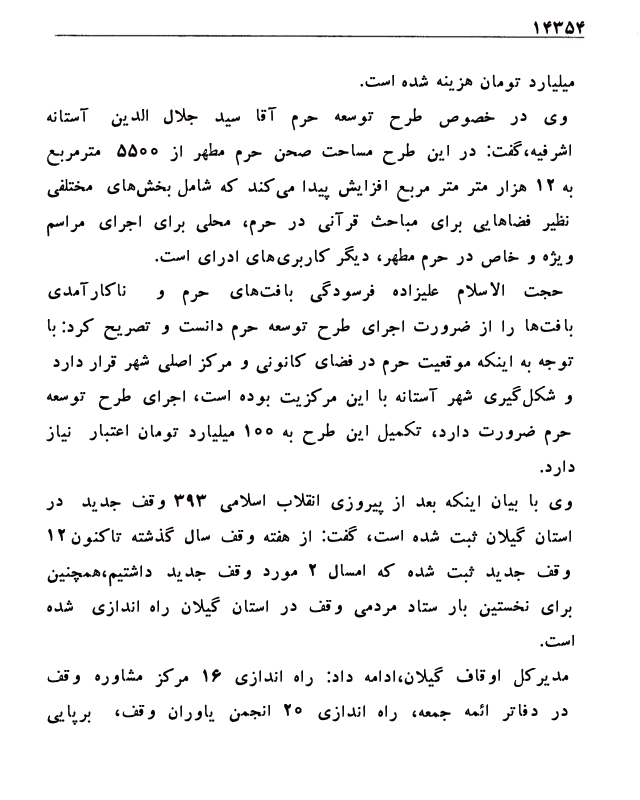 ۱۴۳۵۴
میلیارد تومان هزینه شده است.
وی در خصوص طرح توسعه حرم آقا سید جلال الدین آستانه
اشرفیه،گفت: در این طرح مساحت صحن حرم مطهر از ۵۵۰۰ مترمربع
به ۱۲ هزار متر متر مربع افزایش پیدا می‌کند که شامل بخش‌های مختلفی
نظیر فضاهایی برای مباحث قرآنی در حرم، محلی برای اجرای مراسم
ویژه و خاص در حرم مطهر، دیگر کاربری‌های ادرای است.
حجت الاسلام علیزاده فرسودگی بافت‌های حرم و ناکارآمدی
بافت‌ها را از ضرورت اجرای طرح توسعه حرم دانست و تصریح کرد: با
توجه به اینکه موقعیت حرم در فضای کانونی و مرکز اصلی شهر قرار دارد
و شکل‌گیری شهر آستانه با این مرکزیت بوده است، اجرای طرح توسعه
حرم ضرورت دارد، تکمیل این طرح به ۱۰۰ میلیارد تومان اعتبار نیاز
دارد.
وی با بیان اینکه بعد از پیروزی انقلاب اسلامی ۳۹۳ وقف جدید در
استان گیلان ثبت شده است، گفت: از هفته وقف سال گذشته تاکنون ۱۲
وقف جدید ثبت شده که امسال ۲ مورد وقف جدید داشتیم،همچنین
برای نخستین بار ستاد مردمی وقف در استان گیلان راه اندازی شده
است.
مدیرکل اوقاف گیلان،ادامه داد: راه اندازی ۱۶ مرکز مشاوره وقف
در دفاتر ائمه جمعه، راه اندازی ۲۰ انجمن یاوران وقف، برپایی